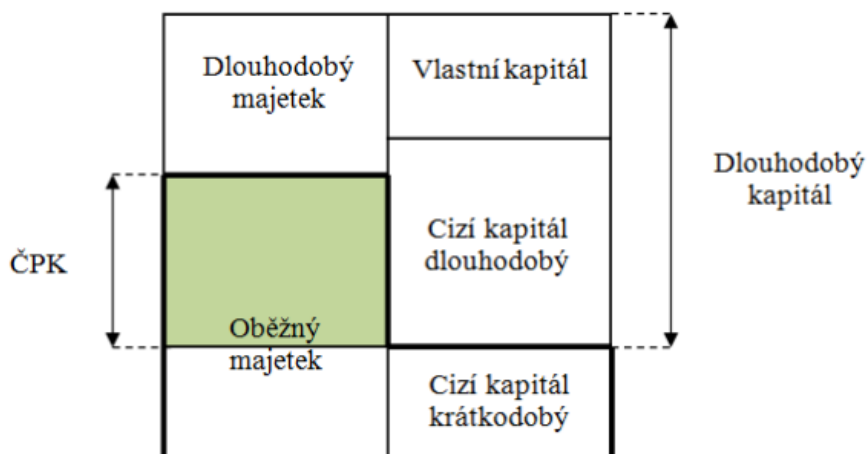 Dlouhodobý
majetek
Vlastní kapitál
Dlouhodobý
kapitál
ČPK
Cizí kapitál
dlouhodobý
Oběžný
majetek
Cizí kapitál
krátkodobý